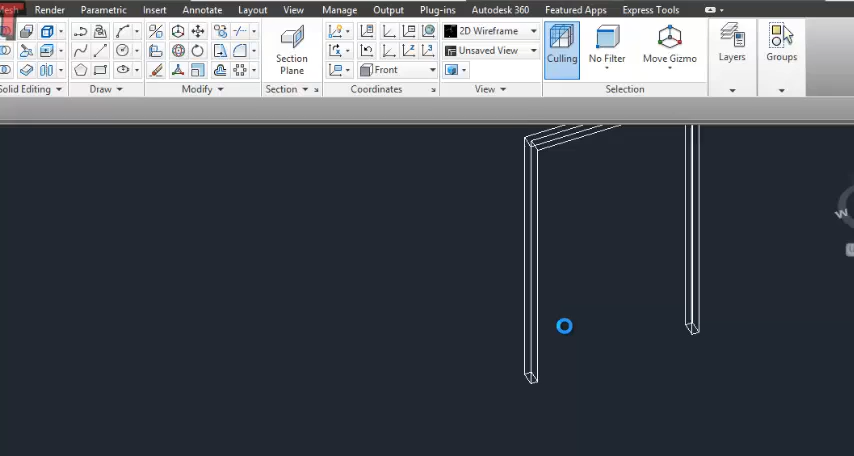 Mesh Render Parametric Insert Annotate Layout View Manage Output Plug-ins Autodesk 360 Featured Apps Express Tools
2D Wireframe
Unsaved View
Front
Section Plane
Culling
No Filter
Move Gizmo
Layers
Groups
Solid Editing Draw Modify Section Coordinates View Selection
W